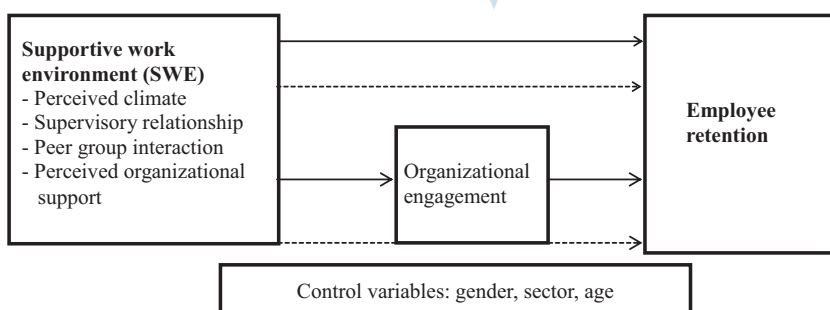 Supportive work
environment (SWE)
- Perceived climate
- Supervisory relationship
- Peer group interaction
- Perceived organizational
support
Organizational
engagement
Employee
retention
Control variables: gender, sector, age